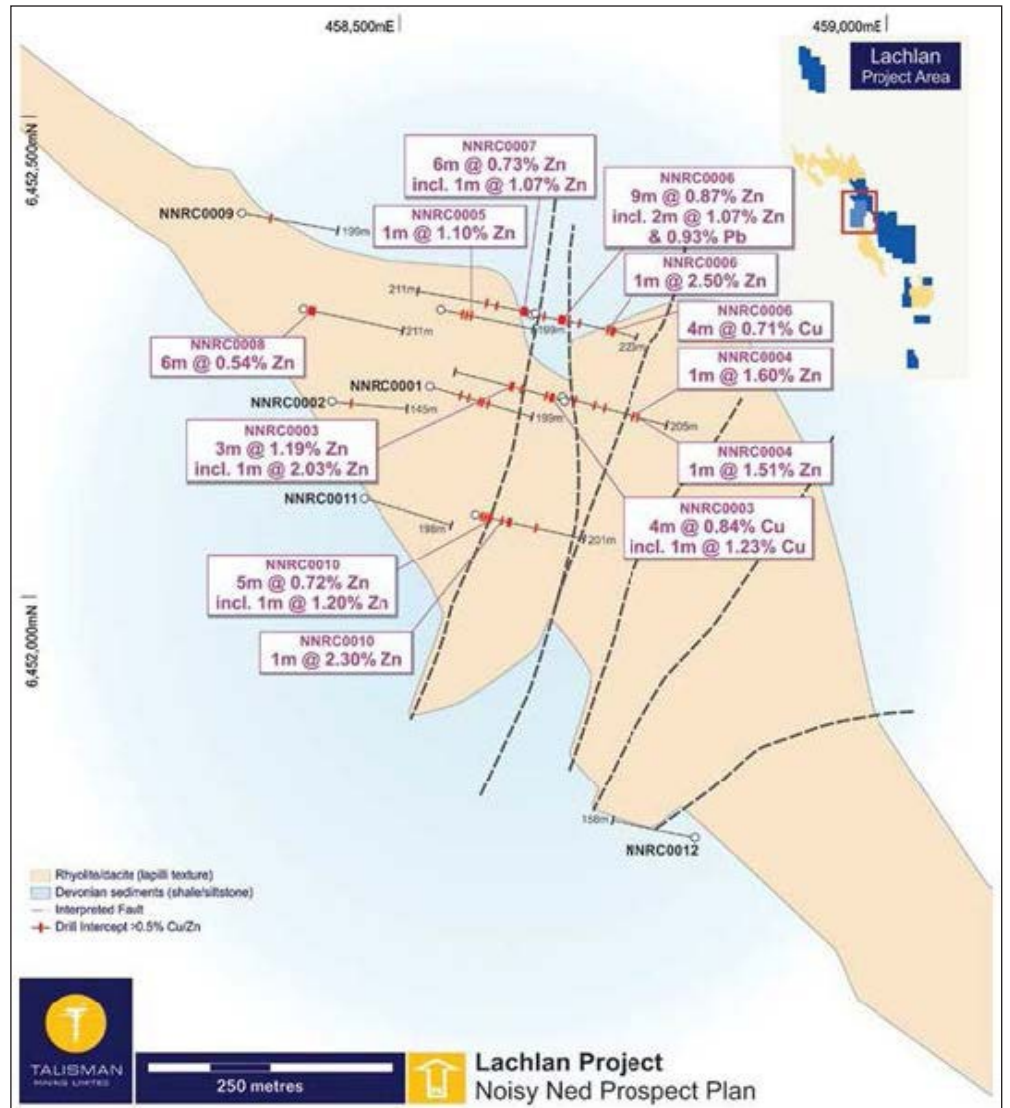 458,500mE
459,000mE
Lachlan
Project Area
6,452,500mN
NNRC0007
6m @ 0.73% Zn
incl. 1m @ 1.07% Zn
NNRC0006
9m @ 0.87% Zn
incl. 2m @ 1.07% Zn
& 0.93% Pb
NNRC0009
199m
NNRC0005
1m @ 1.10% Zn
NNRC0006
1m @ 2.50% Zn
211m
NNRC0006
4m @ 0.71% Cu
211m
199m
223m
NNRC0008
6m @ 0.54% Zn
NNRC0004
1m @ 1.60% Zn
NNRC0001
NNRC0002
145m
199m
205m
NNRC0003
3m @ 1.19% Zn
incl. 1m @ 2.03% Zn
NNRC0004
1m @ 1.51% Zn
NNRC0011
198m
201m
NNRC0003
4m @ 0.84% Cu
incl. 1m @ 1.23% Cu
NNRC0010
5m @ 0.72% Zn
incl. 1m @ 1.20% Zn
NNRC0010
1m @ 2.30% Zn
6,452,000mN
158m
NNRC0012
Rhyolite/dacite (lapilli texture)
Devonian sediments (shale/siltstone)
Interpreted Fault
Drill Intercept >0.5% Cu/Zn
TALISMAN
MINING LIMITED
250 metres
Lachlan Project
Noisy Ned Prospect Plan